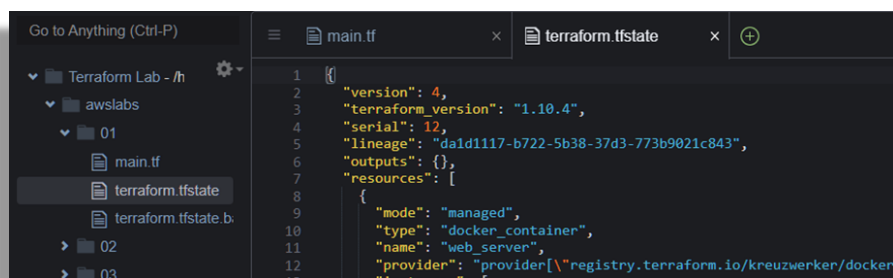 Go to Anything (Ctrl-P)
Terraform Lab - /h
awslabs
01
main.tf
terraform.tfstate
terraform.tfstate.ba
02
03
main.tf
terraform.tfstate
1 {
2 "version": 4,
3 "terraform_version": "1.10.4",
4 "serial": 12,
5 "lineage": "da1d1117-b722-5b38-37d3-773b9021c843",
6 "outputs": {},
7 "resources": [
8 {
9 "mode": "managed",
10 "type": "docker_container",
11 "name": "web_server",
12 "provider": "provider[\"registry.terraform.io/kreuzwerker/docker